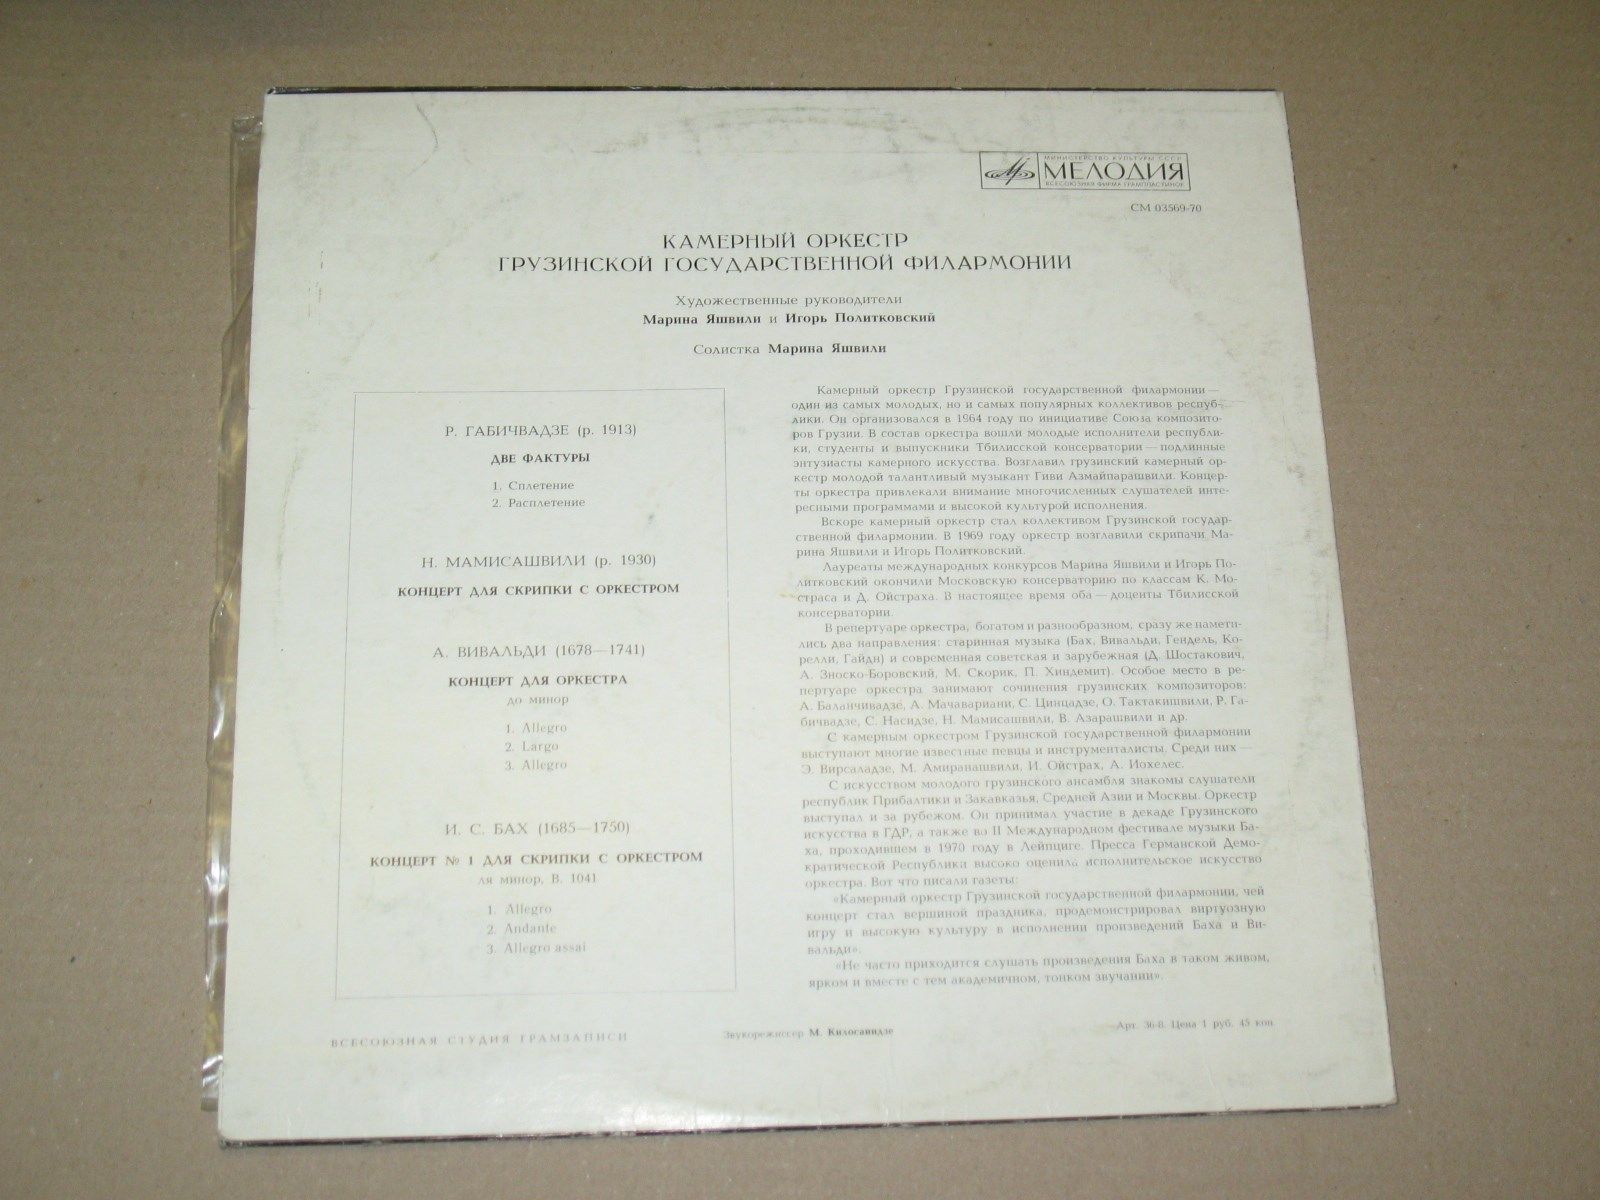 МИНИСТЕРСТВО КУЛЬТУРЫ СССР
МЕЛОДИЯ
ВСЕСОЮЗНАЯ ФИРМА ГРАМПЛАСТИНОК
СМ 03569-70
КАМЕРНЫЙ ОРКЕСТР
ГРУЗИНСКОЙ ГОСУДАРСТВЕННОЙ ФИЛАРМОНИИ
Художественные руководители
Марина Яшвили и Игорь Политковский
Солистка Марина Яшвили
Р. ГАБИЧВАДЗЕ (р. 1913)
ДВЕ ФАКТУРЫ
1. Сплетение
2. Расплетение
Н. МАМИСАШВИЛИ (р. 1930)
КОНЦЕРТ ДЛЯ СКРИПКИ С ОРКЕСТРОМ
А. ВИВАЛЬДИ (1678—1741)
КОНЦЕРТ ДЛЯ ОРКЕСТРА
до минор
1. Allegro
2. Largo
3. Allegro
И. С. БАХ (1685—1750)
КОНЦЕРТ № 1 ДЛЯ СКРИПКИ С ОРКЕСТРОМ
ля минор, В. 1041
1. Allegro
2. Andante
3. Allegro assai
Камерный оркестр Грузинской государственной филармонии —
один из самых молодых, но и самых популярных коллективов респуб-
лики. Он организовался в 1964 году по инициативе Союза композито-
ров Грузии. В состав оркестра вошли молодые исполнители республи-
ки, студенты и выпускники Тбилисской консерватории — подлинные
энтузиасты камерного искусства. Возглавил грузинский камерный ор-
кестр молодой талантливый музыкант Гиви Азмайпарашвили. Концер-
ты оркестра привлекали внимание многочисленных слушателей инте-
ресными программами и высокой культурой исполнения.
Вскоре камерный оркестр стал коллективом Грузинской государ-
ственной филармонии. В 1969 году оркестр возглавили скрипачи Ма-
рина Яшвили и Игорь Политковский.
Лауреаты международных конкурсов Марина Яшвили и Игорь По-
литковский окончили Московскую консерваторию по классам К. Мо-
страса и Д. Ойстраха. В настоящее время оба — доценты Тбилисской
консерватории.
В репертуаре оркестра, богатом и разнообразном, сразу же намети-
лись два направления: старинная музыка (Бах, Вивальди, Гендель, Ко-
релли, Гайдн) и современная советская и зарубежная (Д. Шостакович,
А. Зноско-Боровский, М. Скорик, П. Хиндемит). Особое место в ре-
пертуаре оркестра занимают сочинения грузинских композиторов:
А. Баланчивадзе, А. Мачавариани, С. Цинцадзе, О. Тактакишвили, Р. Га-
бичвадзе, С. Насидзе, Н. Мамисашвили, В. Азарашвили и др.
С камерным оркестром Грузинской государственной филармонии
выступают многие известные певцы и инструменталисты. Среди них —
Э. Вирсаладзе, М. Амиранашвили, И. Ойстрах, А. Иохелес.
С искусством молодого грузинского ансамбля знакомы слушатели
республик Прибалтики и Закавказья, Средней Азии и Москвы. Оркестр
выступал и за рубежом. Он принимал участие в декаде Грузинского
искусства в ГДР, а также во II Международном фестивале музыки Ба-
ха, проходившем в 1970 году в Лейпциге. Пресса Германской Демо-
кратической Республики высоко оценила исполнительское искусство
оркестра. Вот что писали газеты:
«Камерный оркестр Грузинской государственной филармонии, чей
концерт стал вершиной праздника, продемонстрировал виртуозную
игру и высокую культуру в исполнении произведений Баха и Ви-
вальди».
«Не часто приходится слушать произведения Баха в таком живом,
ярком и вместе с тем академичном, тонком звучании».
ВСЕСОЮЗНАЯ СТУДИЯ ГРАМЗАПИСИ
Звукорежиссер М. Килосанидзе
Арт. 36-8. Цена 1 руб. 45 коп